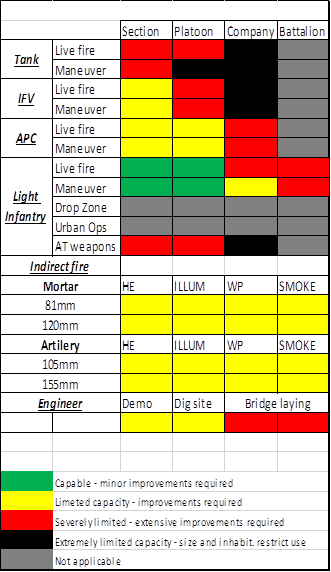 Section Platoon Company Battalion
Tank Live fire
Maneuver
IFV Live fire
Maneuver
APC Live fire
Maneuver
Light Infantry Live fire
Maneuver
Drop Zone
Urban Ops
AT weapons
Indirect fire
Mortar HE ILLUM WP SMOKE
81mm
120mm
Artilery HE ILLUM WP SMOKE
105mm
155mm
Engineer Demo Dig site Bridge laying
Capable - minor improvements required
Limeted capacity - improvements required
Severely limited - extensive improvements required
Extremely limited capacity - size and inhabit. restrict use
Not applicable